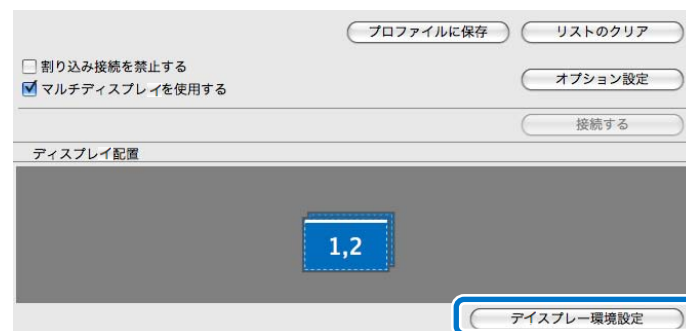 プロファイルに保存 リストのクリア
割り込み接続を禁止する
マルチディスプレイを使用する
オプション設定
接続する
ディスプレイ配置
1,2
デイスプレー環境設定